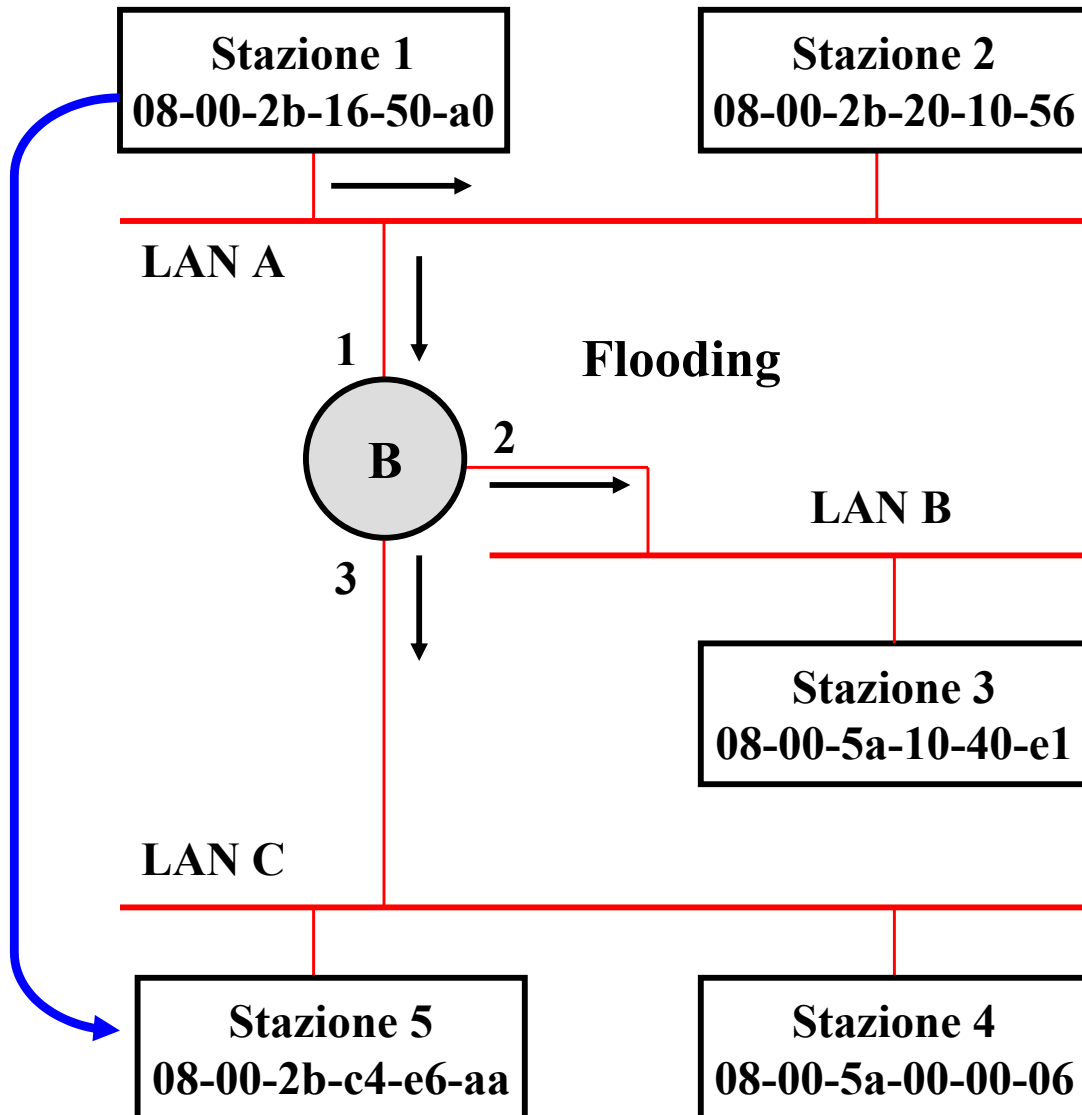 Stazione 1
08-00-2b-16-50-a0
Stazione 2
08-00-2b-20-10-56
LAN A
1
Flooding
B
2
LAN B
3
Stazione 3
08-00-5a-10-40-e1
LAN C
Stazione 5
08-00-2b-c4-e6-aa
Stazione 4
08-00-5a-00-00-06